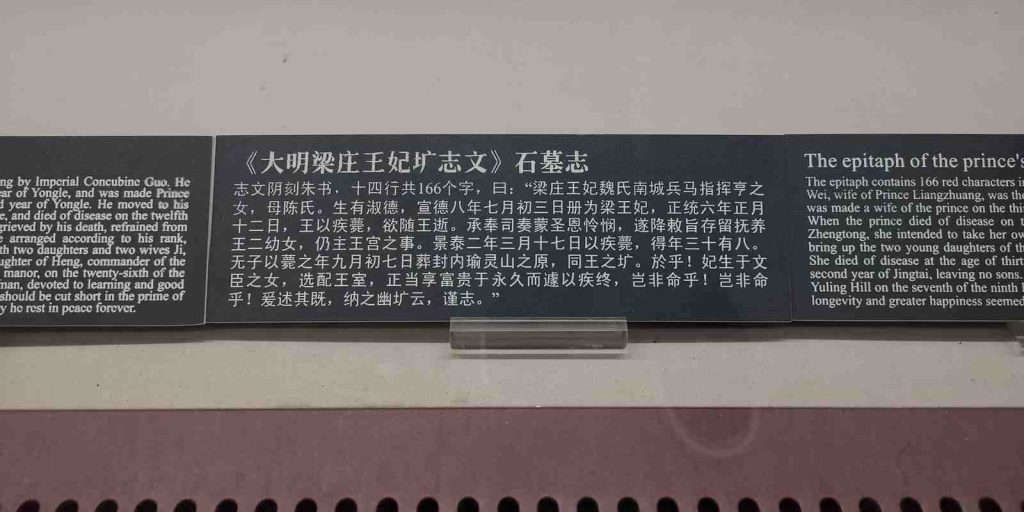 ng by Imperial Concubine Guo. He
ear of Yongle, and was made Prince
d year of Yongle. He moved to his
e, and died of disease on the twelfth
grieved by his death, refrained from
e arranged according to his rank.
th two daughters and two wives Ji,
ughter of Heng, commander of the
manor, on the twenty-sixth of the
man, devoted to learning and good
should be cut short in the prime of
y he rest in peace forever.
《大明梁庄王妃圹志文》石墓志
志文阴刻朱书，十四行共166个字，曰：“梁庄王妃魏氏南城兵马指挥亨之
女，母陈氏。生有淑德，宣德八年七月初三日册为梁王妃，正统六年正月
十二日，王以疾薨，欲随王逝。承奉司奏蒙圣恩怜悯，遂降敕旨存留抚养
王二幼女，仍主王宫之事。景泰二年三月十七日以疾薨，得年三十有八。
无子以薨之年九月初七日葬封内瑜灵山之原，同王之圹。於乎！妃生于文
臣之女，选配王室，正当享富贵于永久而遽以疾终，岂非命乎！岂非命
乎！爰述其既，纳之幽圹云，谨志。”
The epitaph of the prince's
The epitaph contains 166 red characters in
Wei, wife of Prince Liangzhuang, was the
was made a wife of the prince on the thir
When the prince died of disease on t
Zhengtong, she intended to take her ow
bring up the two young daughters of th
She died of disease at the age of thirty
second year of Jingtai, leaving no sons.
Yuling Hill on the seventh of the ninth
longevity and greater happiness seemed